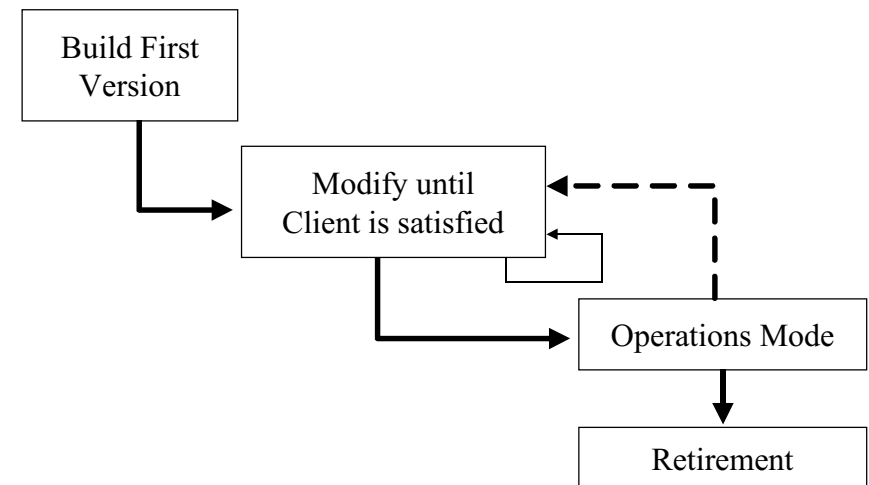 Build First
Version
Modify until
Client is satisfied
Operations Mode
Retirement